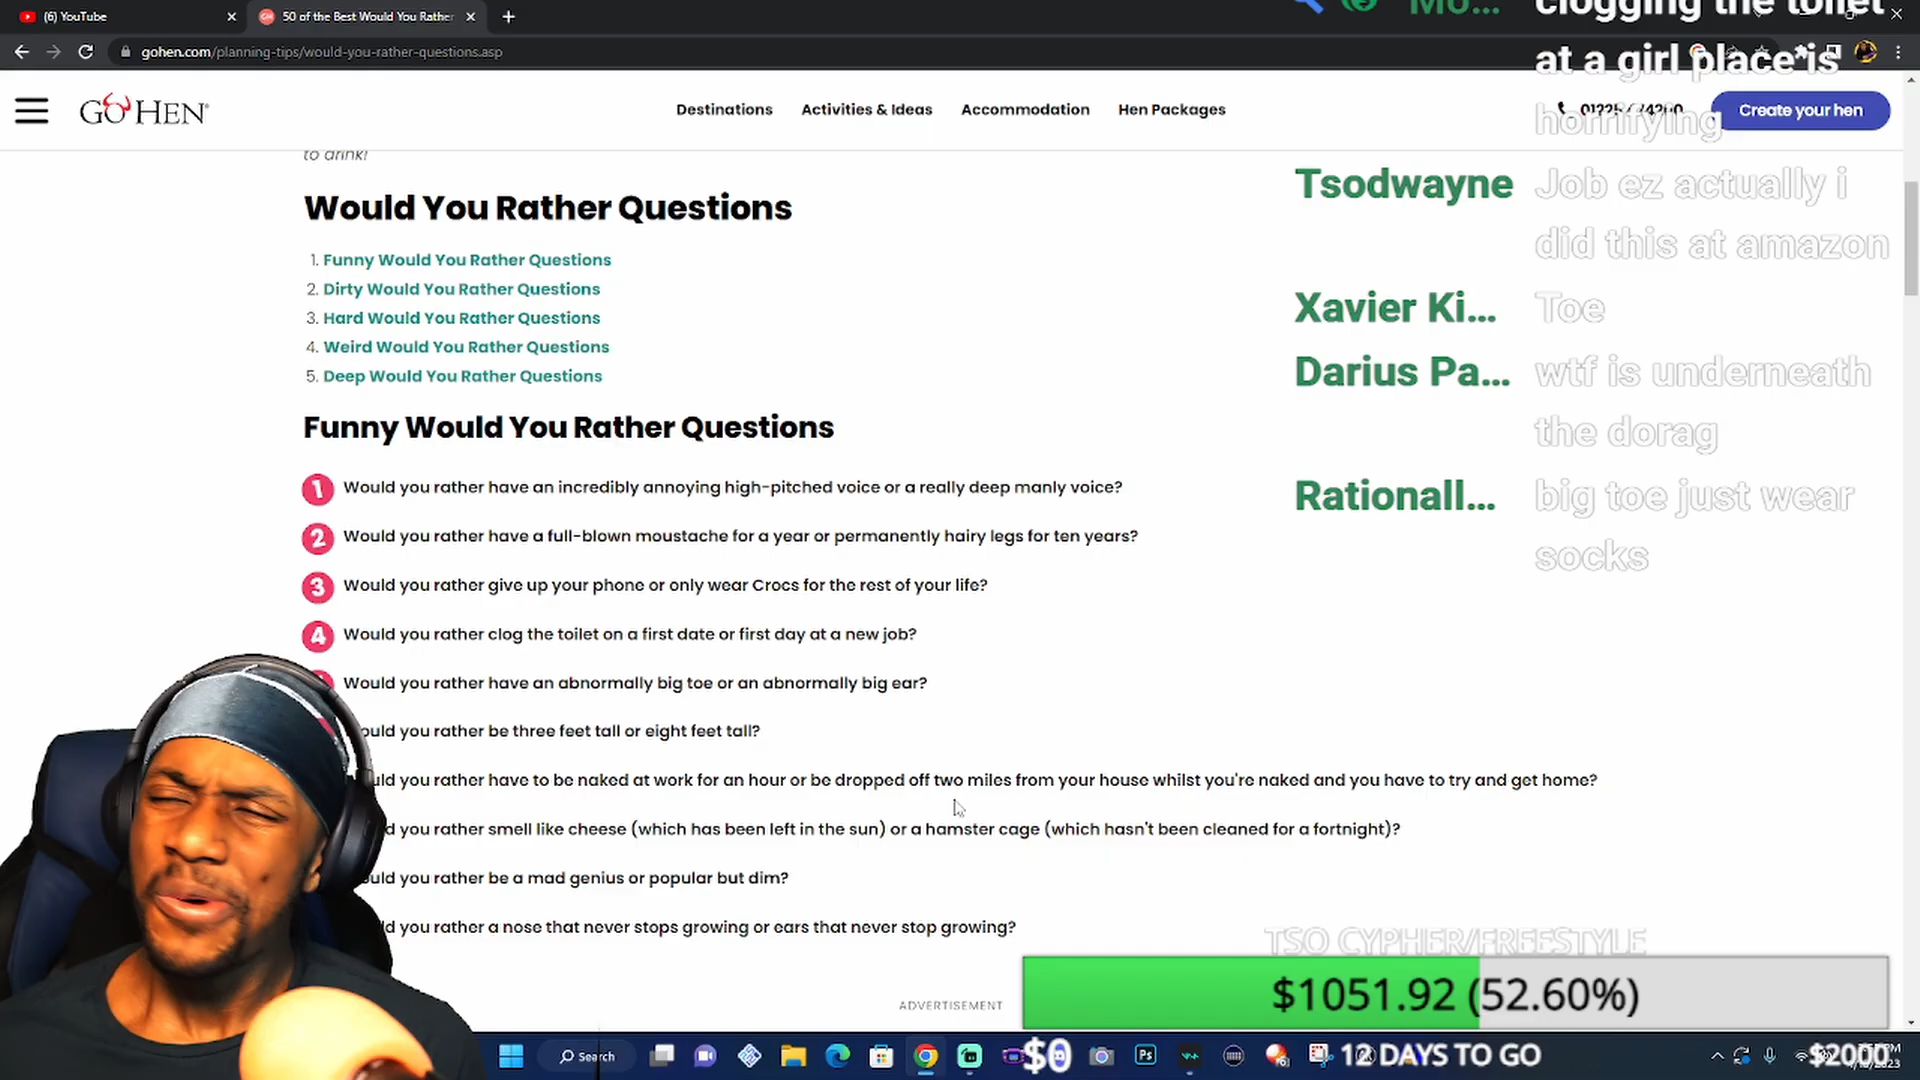 (6) YouTube
50 of the Best Would You Rather
gohen.com/planning-tips/would-you-rather-questions.asp
GO HEN
Destinations
Activities & Ideas
Accommodation
Hen Packages
Create your hen
to drink!
Would You Rather Questions
1. Funny Would You Rather Questions
2. Dirty Would You Rather Questions
3. Hard Would You Rather Questions
4. Weird Would You Rather Questions
5. Deep Would You Rather Questions
Funny Would You Rather Questions
1 Would you rather have an incredibly annoying high-pitched voice or a really deep manly voice?
2 Would you rather have a full-blown moustache for a year or permanently hairy legs for ten years?
3 Would you rather give up your phone or only wear Crocs for the rest of your life?
4 Would you rather clog the toilet on a first date or first day at a new job?
Would you rather have an abnormally big toe or an abnormally big ear?
ould you rather be three feet tall or eight feet tall?
uld you rather have to be naked at work for an hour or be dropped off two miles from your house whilst you're naked and you have to try and get home?
d you rather smell like cheese (which has been left in the sun) or a hamster cage (which hasn't been cleaned for a fortnight)?
ould you rather be a mad genius or popular but dim?
ld you rather a nose that never stops growing or ears that never stop growing?
ADVERTISEMENT
Mo... clogging the toilet
at a girl place is
horrifying
Tsodwayne Job ez actually i
did this at amazon
Xavier Ki... Toe
Darius Pa... wtf is underneath
the dorag
Rationall... big toe just wear
socks
TSO CYPHER/FREESTYLE
$1051.92 (52.60%)
Search
Ps
$0
12 DAYS TO GO
$2000